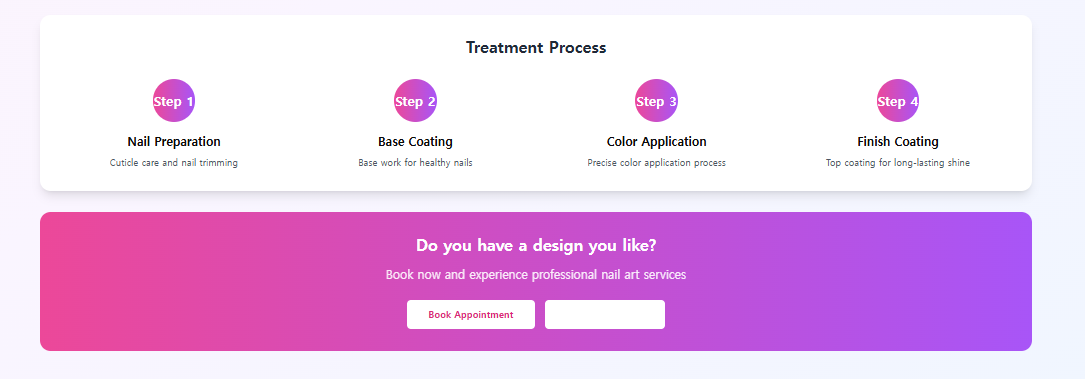 Treatment Process
Step 1 Step 2 Step 3 Step 4
Nail Preparation Base Coating Color Application Finish Coating
Cuticle care and nail trimming Base work for healthy nails Precise color application process Top coating for long-lasting shine
Do you have a design you like?
Book now and experience professional nail art services
Book Appointment